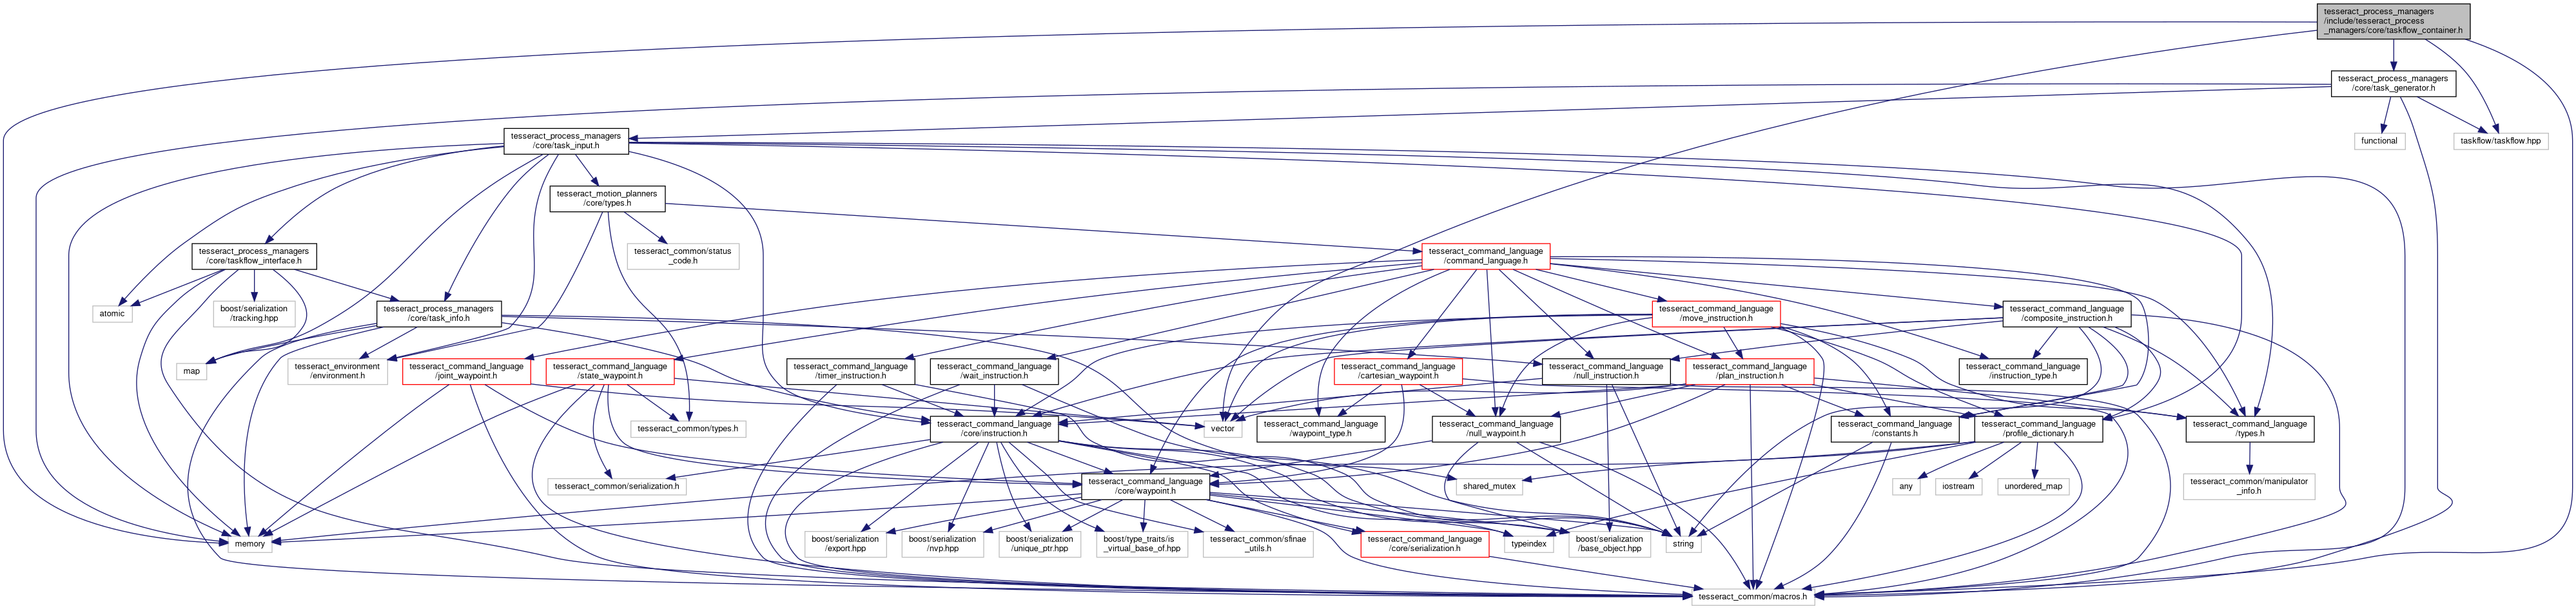 tesseract_process_managers
/include/tesseract_process
_managers/core/taskflow_container.h
tesseract_process_managers
/core/task_generator.h
tesseract_process_managers
/core/task_input.h
functional
taskflow/taskflow.hpp
tesseract_motion_planners
/core/types.h
tesseract_process_managers
/core/taskflow_interface.h
tesseract_common/status
_code.h
tesseract_command_language
/command_language.h
atomic
boost/serialization
/tracking.hpp
tesseract_process_managers
/core/task_info.h
tesseract_command_language
/move_instruction.h
tesseract_command_language
/composite_instruction.h
map
tesseract_environment
/environment.h
tesseract_command_language
/joint_waypoint.h
tesseract_command_language
/state_waypoint.h
tesseract_command_language
/timer_instruction.h
tesseract_command_language
/wait_instruction.h
tesseract_command_language
/cartesian_waypoint.h
tesseract_command_language
/null_instruction.h
tesseract_command_language
/plan_instruction.h
tesseract_command_language
/instruction_type.h
tesseract_common/types.h
tesseract_command_language
/core/instruction.h
vector
tesseract_command_language
/waypoint_type.h
tesseract_command_language
/null_waypoint.h
tesseract_command_language
/constants.h
tesseract_command_language
/profile_dictionary.h
tesseract_command_language
/types.h
tesseract_common/serialization.h
tesseract_command_language
/core/waypoint.h
shared_mutex
any
iostream
unordered_map
tesseract_common/manipulator
_info.h
memory
boost/serialization
/export.hpp
boost/serialization
/nvp.hpp
boost/serialization
/unique_ptr.hpp
boost/type_traits/is
_virtual_base_of.hpp
tesseract_common/sfinae
_utils.h
tesseract_command_language
/core/serialization.h
typeindex
boost/serialization
/base_object.hpp
string
tesseract_common/macros.h